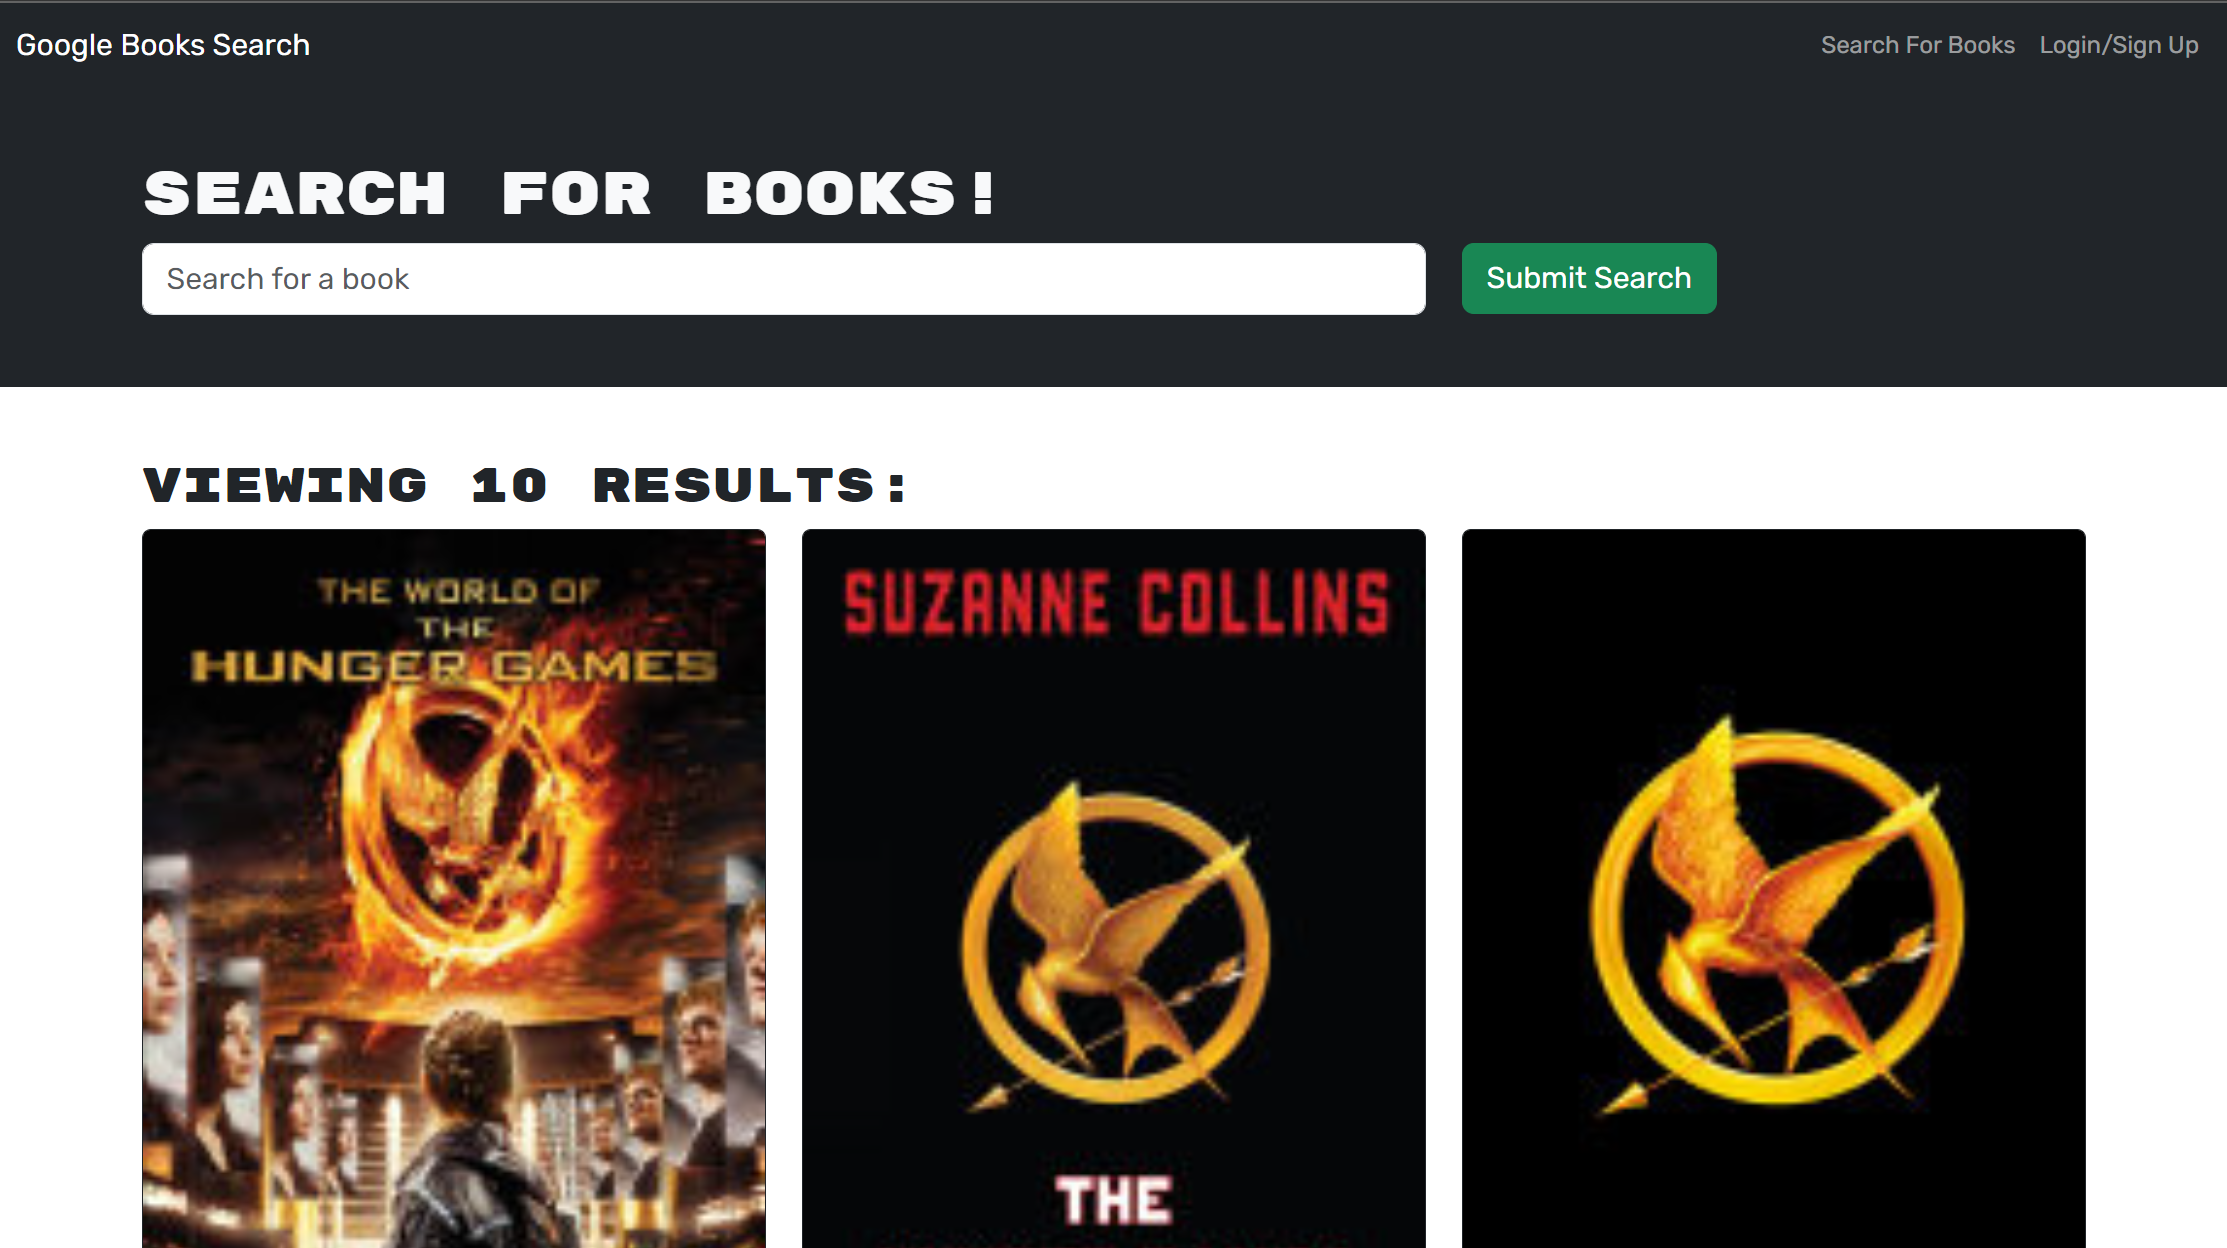 Google Books Search
Search For Books
Login/Sign Up
SEARCH FOR BOOKS!
Search for a book
Submit Search
VIEWING 10 RESULTS:
THE WORLD OF
THE
HUNGER GAMES
SUZANNE COLLINS
THE